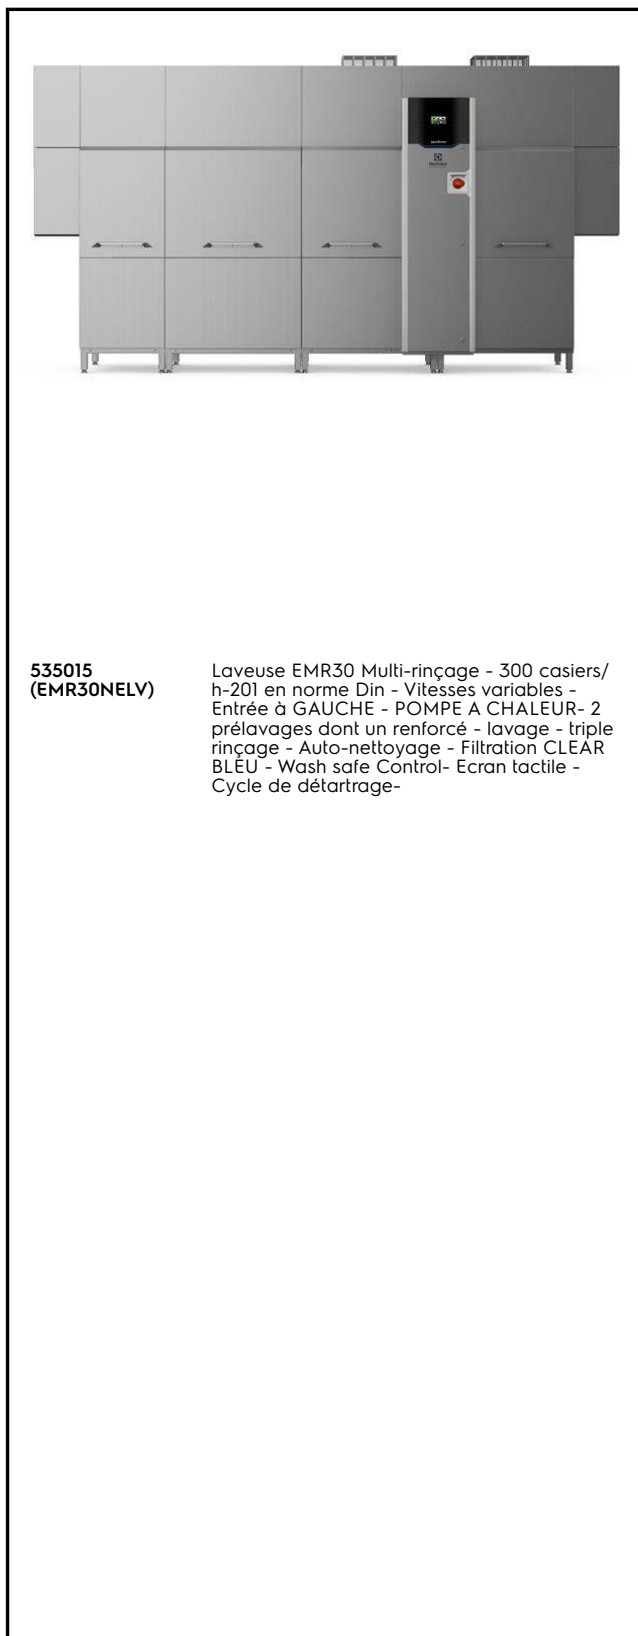 Electrolux
535015
(EMR30NELV)
Laveuse EMR30 Multi-rinçage - 300 casiers/
h-201 en norme Din - Vitesses variables -
Entrée à GAUCHE - POMPE A CHALEUR- 2
prélavages dont un renforcé - lavage - triple
rinçage - Auto-nettoyage - Filtration CLEAR
BLEU - Wash safe Control- Ecran tactile -
Cycle de détartrage-